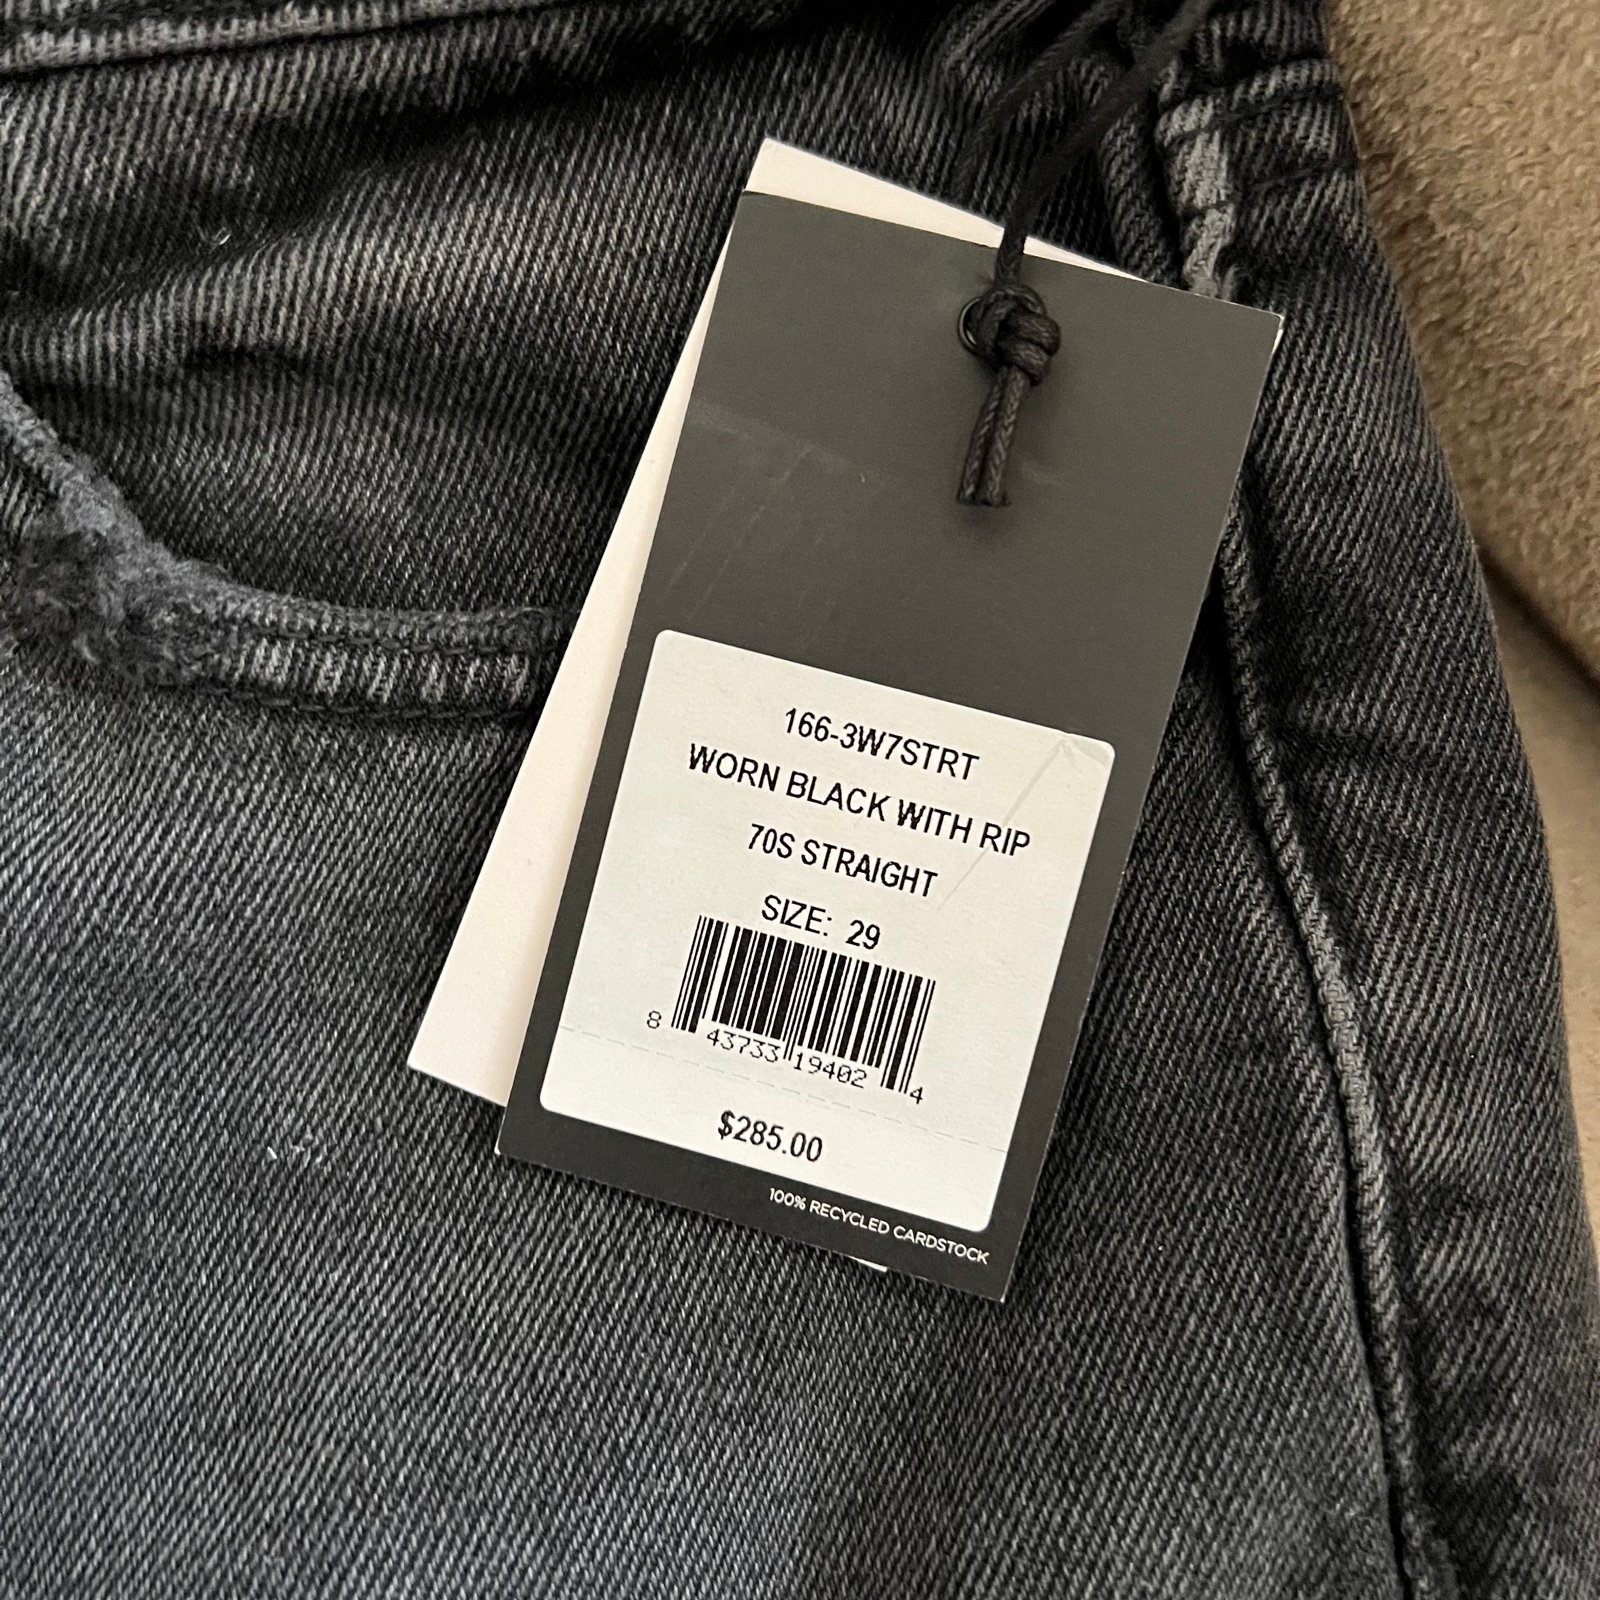 166-3W7STRT
WORN BLACK WITH RIP
70S STRAIGHT
SIZE: 29
8 43733 19402 4
$285.00
100% RECYCLED CARDSTOCK